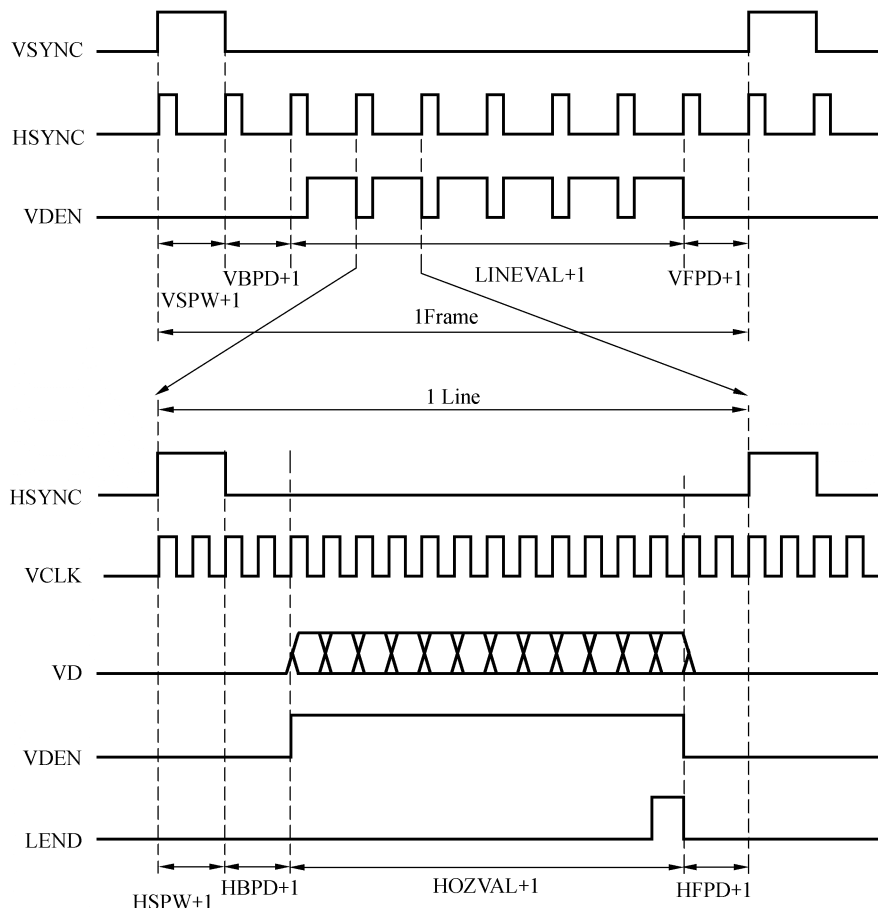 VSYNC
HSYNC
VDEN
VBPD+1
LINEVAL+1
VFPD+1
VSPW+1
1Frame
1 Line
HSYNC
VCLK
VD
VDEN
LEND
HBPD+1
HOZVAL+1
HFPD+1
HSPW+1